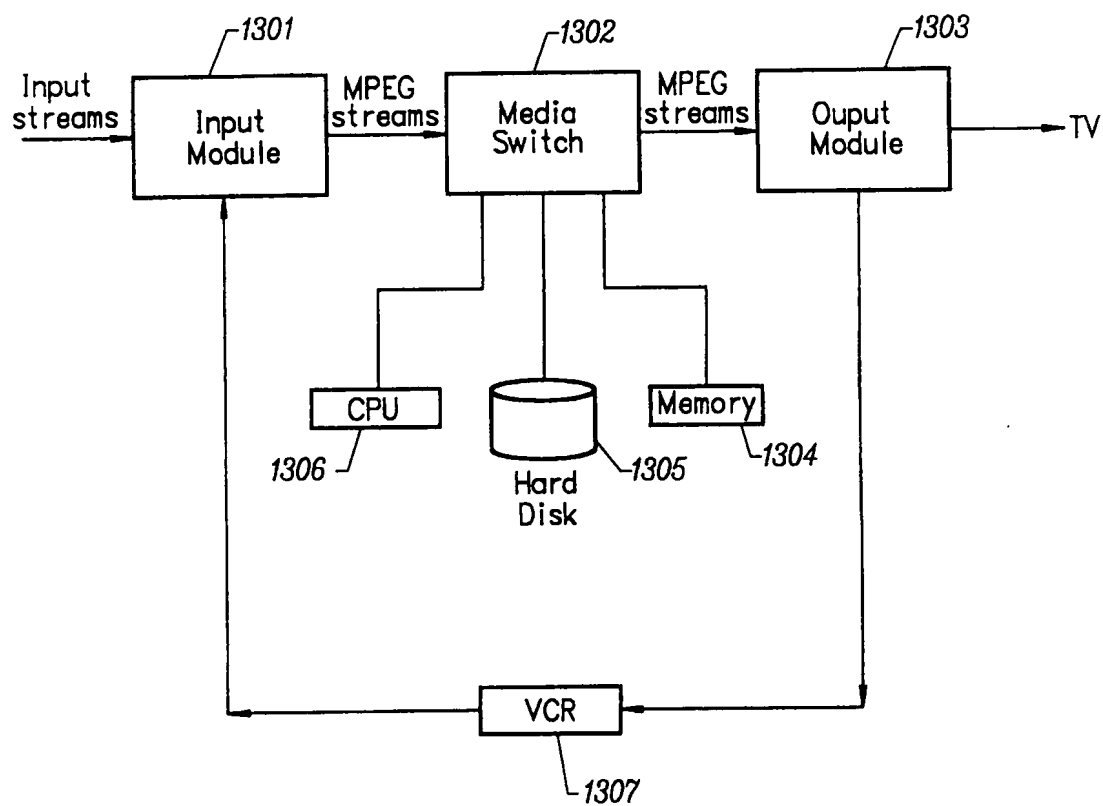 1301
1302
1303
Input
streams
Input
Module
MPEG
streams
Media
Switch
MPEG
streams
Ouput
Module
TV
CPU
1306
Hard
Disk
1305
Memory
1304
VCR
1307